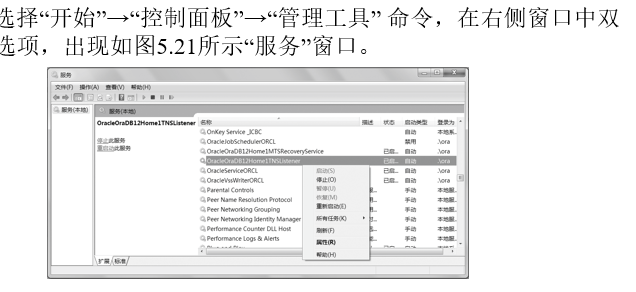 选择“开始”→“控制面板”→“管理工具” 命令，在右侧窗口中双
选项，出现如图5.21所示“服务”窗口。
服务
文件(F) 操作(A) 查看(V) 帮助(H)
服务(本地)
服务(本地)
OracleOraDB12Home1TNSListener
停止此服务
重启动此服务
名称 描述 状态 启动类型 登录为
OnKey Service _ICBC 自动 本地系...
OracleJobSchedulerORCL 禁用 .\ora
OracleOraDB12Home1MTSRecoveryService 已启... 自动 .\ora
OracleOraDB12Home1TNSListener 已启... 自动 .\ora
OracleServiceORCL 已启... 自动 .\ora
OracleVssWriterORCL 已启... 自动 .\ora
Parental Controls 手动 本地服...
Peer Name Resolution Protocol 手动 本地服...
Peer Networking Grouping 手动 本地服...
Peer Networking Identity Manager 手动 本地服...
Performance Counter DLL Host 手动 本地服...
Performance Logs & Alerts 手动 本地服...
启动(S)
停止(O)
暂停(U)
恢复(M)
重新启动(E)
所有任务(K)
刷新(F)
属性(R)
帮助(H)
扩展 标准